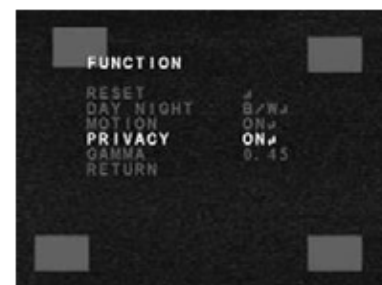 FUNCTION
RESET ↲
DAY NIGHT B/W↲
MOTION ON↲
PRIVACY ON↲
GAMMA 0.45
RETURN